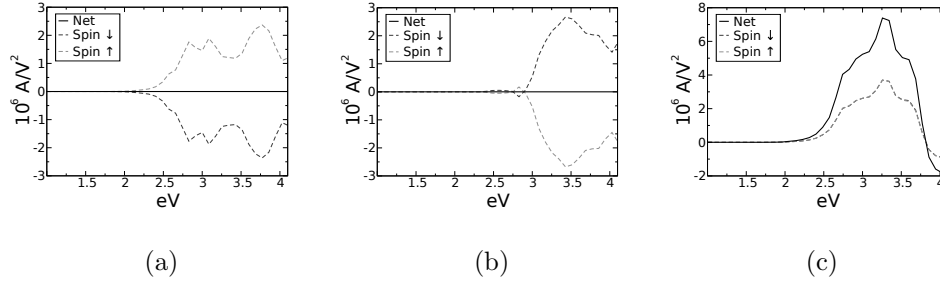 3
2
1
0
-1
-2
-3
10⁶ A/V²
Net
Spin ↓
Spin ↑
1.5 2 2.5 3 3.5 4
eV
(a)
3
2
1
0
-1
-2
-3
10⁶ A/V²
Net
Spin ↓
Spin ↑
1.5 2 2.5 3 3.5 4
eV
(b)
8
6
4
2
0
-2
10⁶ A/V²
Net
Spin ↓
Spin ↑
1.5 2 2.5 3 3.5 4
eV
(c)